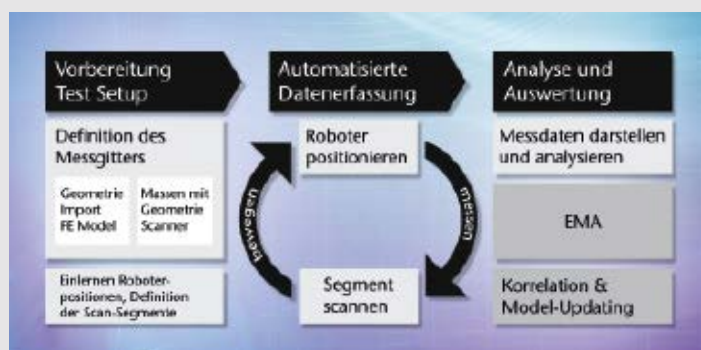 Vorbereitung
Test Setup
Definition des
Messgitters
Geometrie
Import
FE Model
Massen mit
Geometrie
Scanner
Einlernen Roboter-
positionen, Definition
der Scan-Segmente
Automatisierte
Datenerfassung
Roboter
positionieren
bewegen
messen
Segment
scannen
Analyse und
Auswertung
Messdaten darstellen
und analysieren
EMA
Korrelation &
Model-Updating